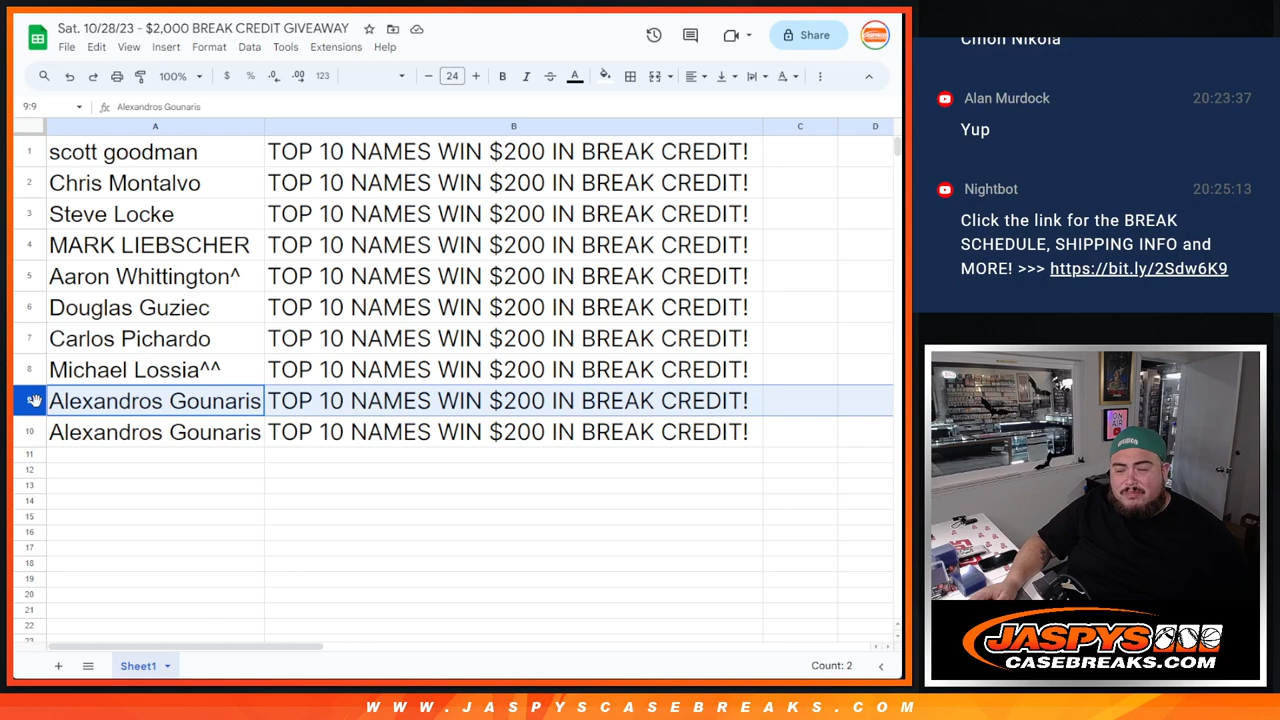 Sat. 10/28/23 - $2,000 BREAK CREDIT GIVEAWAY
File Edit View Insert Format Data Tools Extensions Help
Share
100% $ % .0 .00 123 24 B I A
9:9 fx Alexandros Gounaris
A B C D
1 scott goodman TOP 10 NAMES WIN $200 IN BREAK CREDIT!
2 Chris Montalvo TOP 10 NAMES WIN $200 IN BREAK CREDIT!
3 Steve Locke TOP 10 NAMES WIN $200 IN BREAK CREDIT!
4 MARK LIEBSCHER TOP 10 NAMES WIN $200 IN BREAK CREDIT!
5 Aaron Whittington^ TOP 10 NAMES WIN $200 IN BREAK CREDIT!
6 Douglas Guziec TOP 10 NAMES WIN $200 IN BREAK CREDIT!
7 Carlos Pichardo TOP 10 NAMES WIN $200 IN BREAK CREDIT!
8 Michael Lossia^^ TOP 10 NAMES WIN $200 IN BREAK CREDIT!
Alexandros Gounaris TOP 10 NAMES WIN $200 IN BREAK CREDIT!
10 Alexandros Gounaris TOP 10 NAMES WIN $200 IN BREAK CREDIT!
11
12
13
14
15
16
17
18
19
20
21
22
23
Sheet1 Count: 2
Alan Murdock 20:23:37
Yup
Nightbot 20:25:13
Click the link for the BREAK
SCHEDULE, SHIPPING INFO and
MORE! >>> https://bit.ly/2Sdw6K9
ON
AIR
JASPYS
CASEBREAKS.COM
WWW.JASPYSCASEBREAKS.COM